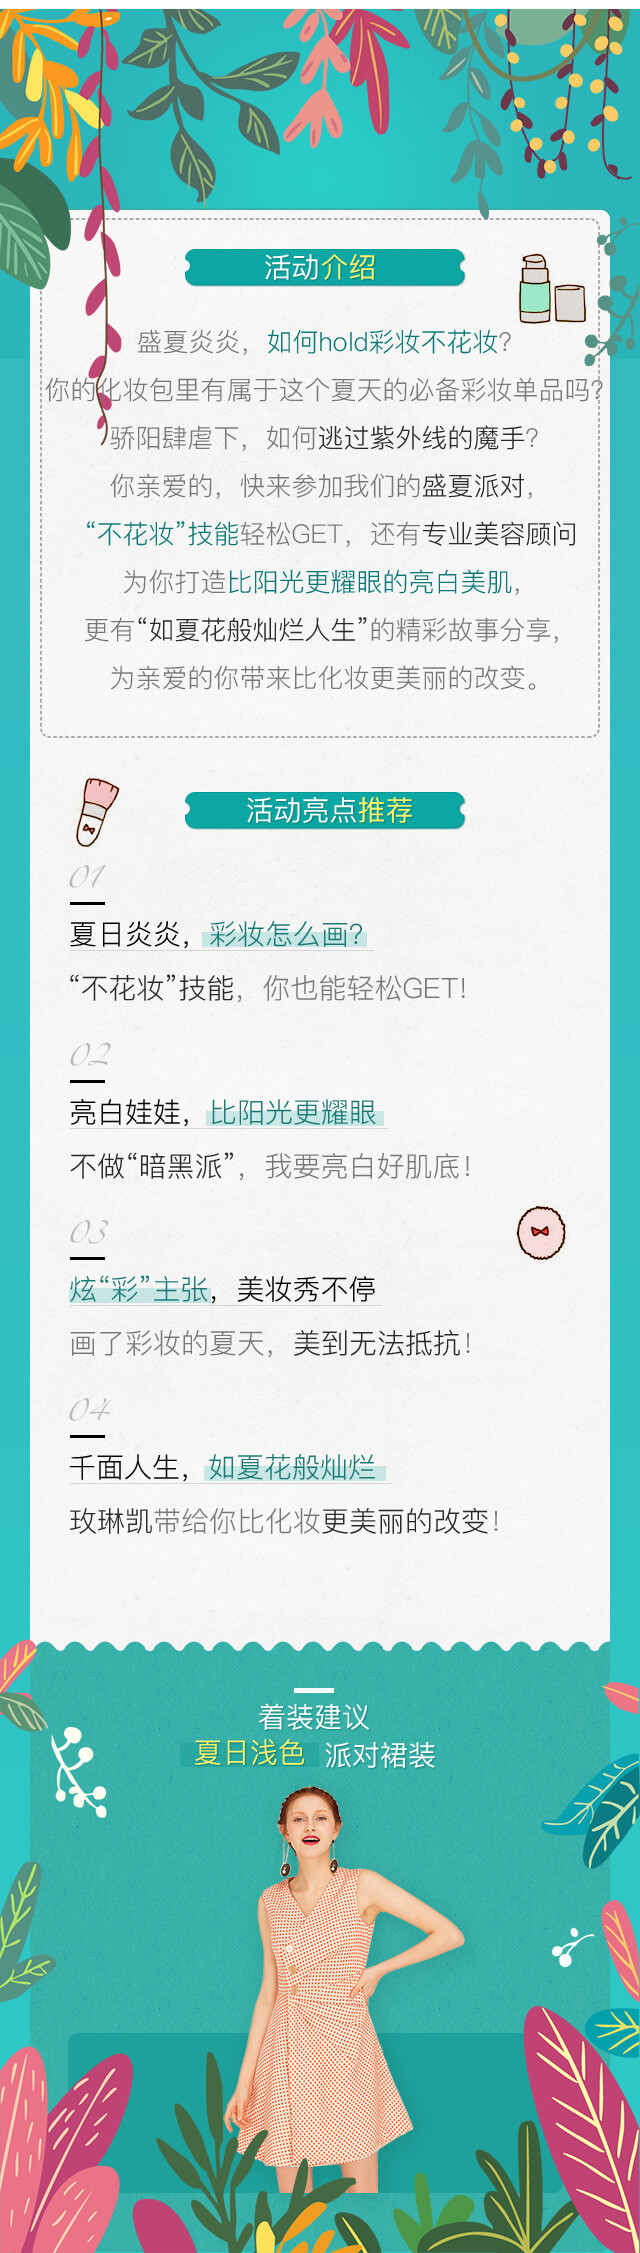 活动介绍
盛夏炎炎，如何hold彩妆不花妆？
你的化妆包里有属于这个夏天的必备彩妆单品吗？
骄阳肆虐下，如何逃过紫外线的魔手？
你亲爱的，快来参加我们的盛夏派对，
“不花妆”技能轻松GET，还有专业美容顾问
为你打造比阳光更耀眼的亮白美肌，
更有“如夏花般灿烂人生”的精彩故事分享，
为亲爱的你带来比化妆更美丽的改变。
活动亮点推荐
01
夏日炎炎，彩妆怎么画？
“不花妆”技能，你也能轻松GET！
02
亮白娃娃，比阳光更耀眼
不做“暗黑派”，我要亮白好肌底！
03
炫“彩”主张，美妆秀不停
画了彩妆的夏天，美到无法抵抗！
04
千面人生，如夏花般灿烂
玫琳凯带给你比化妆更美丽的改变！
着装建议
夏日浅色 派对裙装